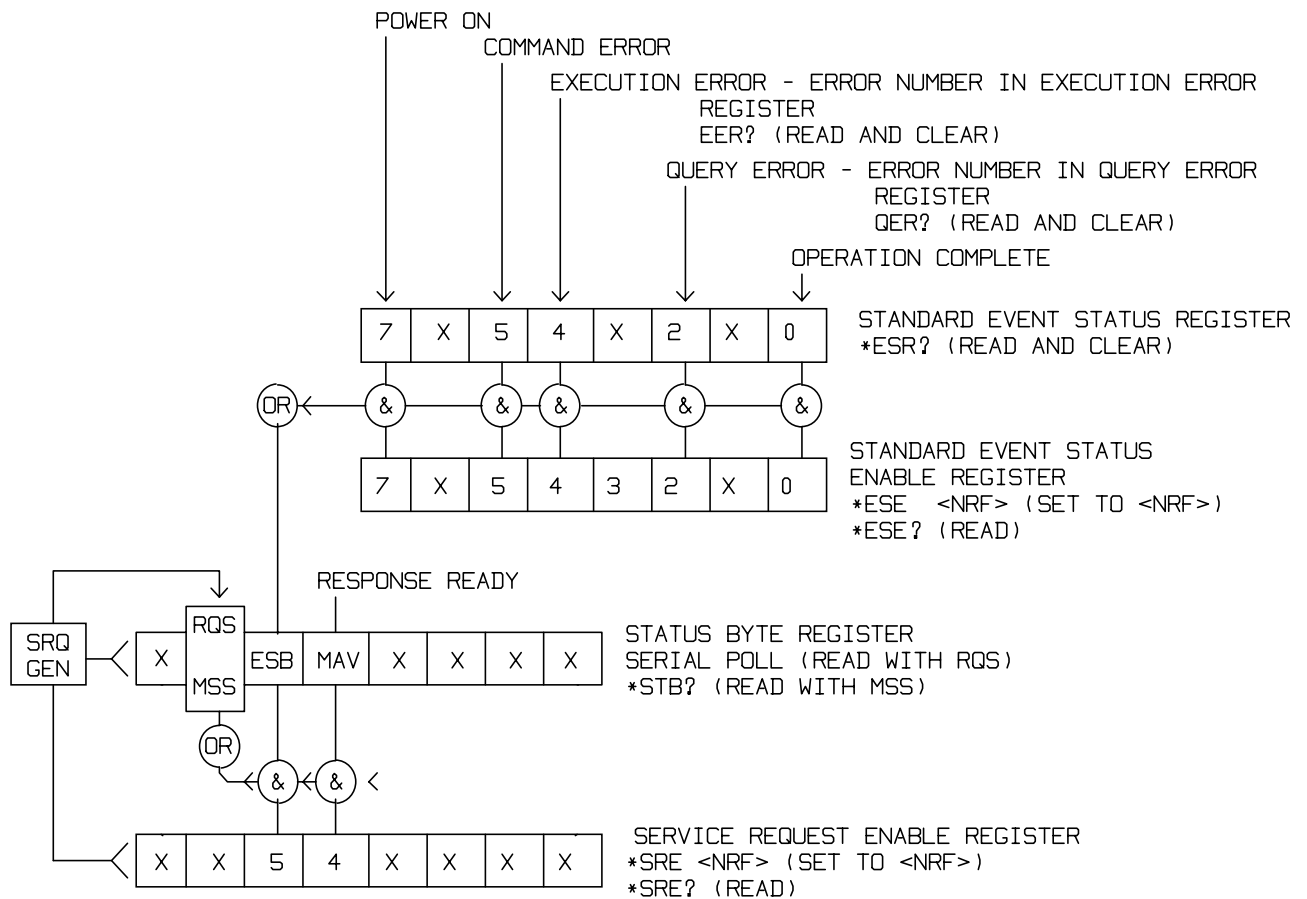 POWER ON
COMMAND ERROR
EXECUTION ERROR - ERROR NUMBER IN EXECUTION ERROR
REGISTER
EER? (READ AND CLEAR)
QUERY ERROR - ERROR NUMBER IN QUERY ERROR
REGISTER
QER? (READ AND CLEAR)
OPERATION COMPLETE
7 X 5 4 X 2 X 0
STANDARD EVENT STATUS REGISTER
*ESR? (READ AND CLEAR)
OR & & & & &
7 X 5 4 3 2 X 0
STANDARD EVENT STATUS
ENABLE REGISTER
*ESE <NRF> (SET TO <NRF>)
*ESE? (READ)
RESPONSE READY
SRQ
GEN
X
RQS
MSS
ESB MAV X X X X
STATUS BYTE REGISTER
SERIAL POLL (READ WITH RQS)
*STB? (READ WITH MSS)
OR
& &
X X 5 4 X X X X
SERVICE REQUEST ENABLE REGISTER
*SRE <NRF> (SET TO <NRF>)
*SRE? (READ)